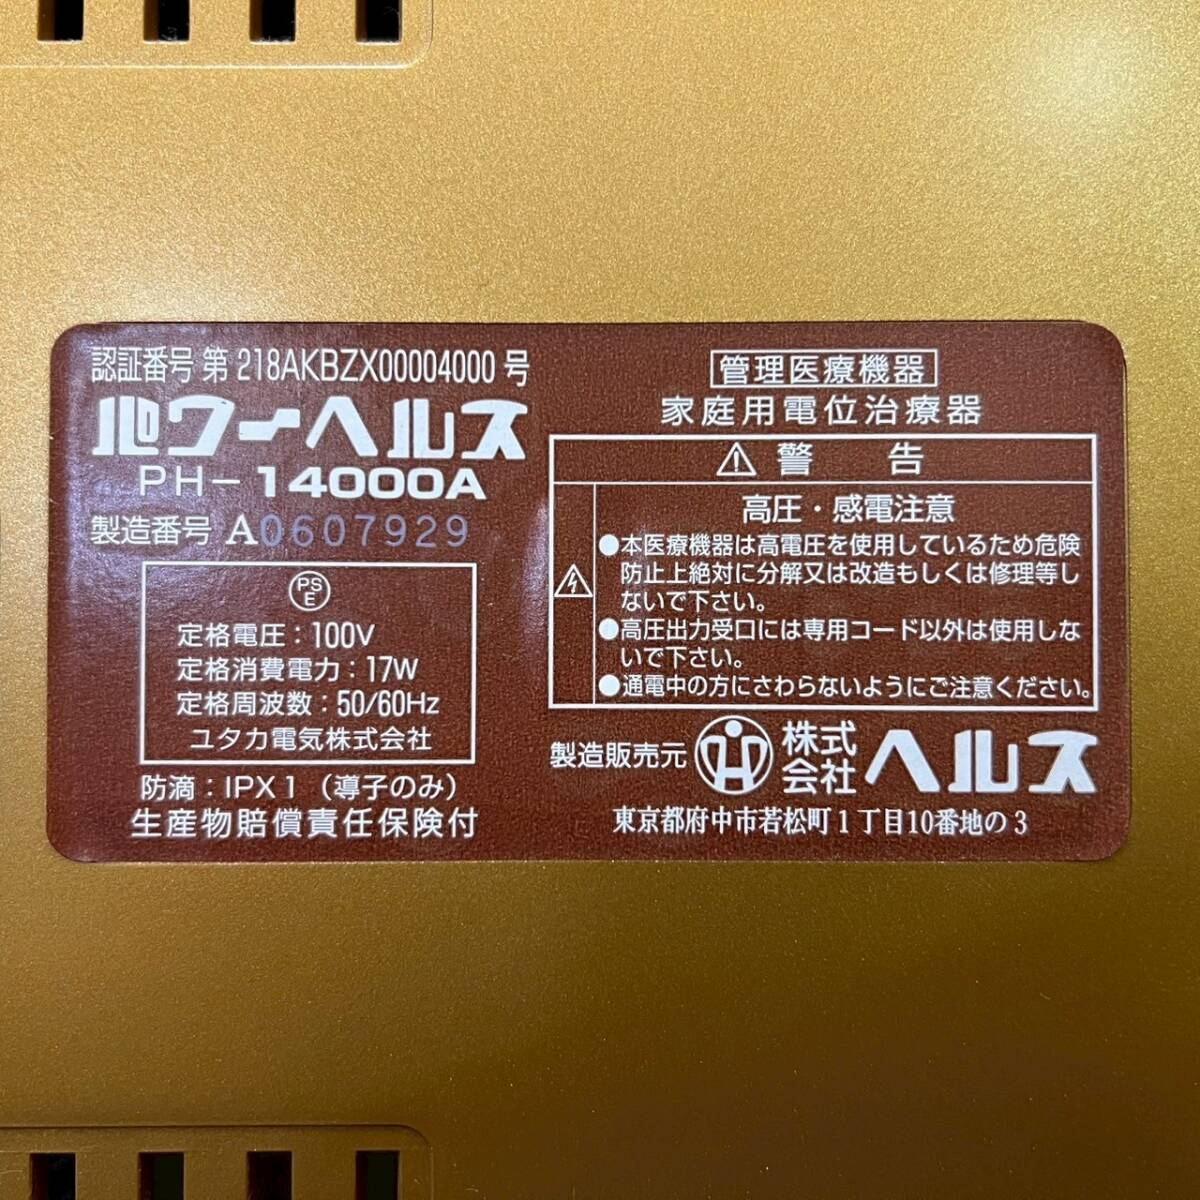 認証番号 第 218AKBZX00004000 号
パワーヘルス
PH-14000A
製造番号 A0607929
PS
E
定格電圧：100V
定格消費電力：17W
定格周波数：50/60Hz
ユタカ電気株式会社
防滴：IPX1（導子のみ）
生産物賠償責任保険付
管理医療機器
家庭用電位治療器
警 告
高圧・感電注意
●本医療機器は高電圧を使用しているため危険
防止上絶対に分解又は改造もしくは修理等し
ないで下さい。
●高圧出力受口には専用コード以外は使用しな
いで下さい。
●通電中の方にさわらないようにご注意ください。
製造販売元 株式会社 ヘルス
東京都府中市若松町1丁目10番地の3